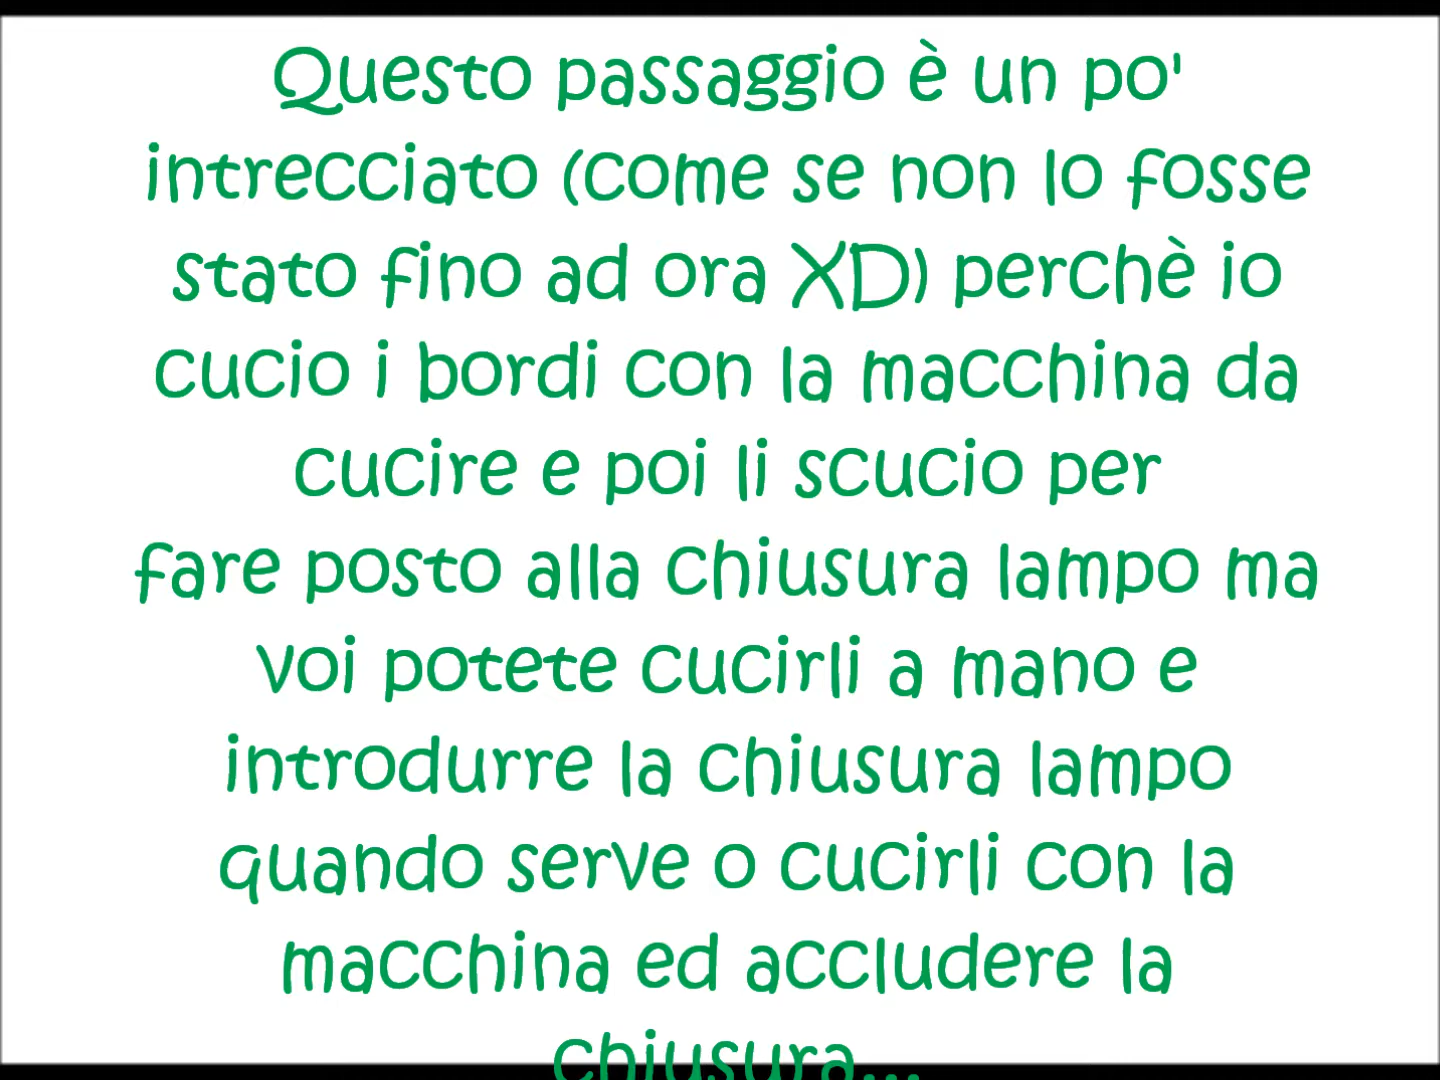 Questo passaggio è un po'
intrecciato (come se non lo fosse
stato fino ad ora XD) perchè io
cucio i bordi con la macchina da
cucire e poi li scucio per
fare posto alla chiusura lampo ma
voi potete cucirli a mano e
introdurre la chiusura lampo
quando serve o cucirli con la
macchina ed accludere la
chiusura...